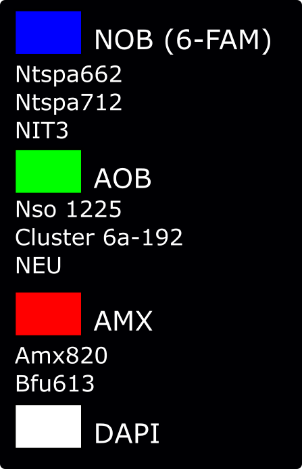 NOB (6-FAM)
Ntspa662
Ntspa712
NIT3
AOB
Nso 1225
Cluster 6a-192
NEU
AMX
Amx820
Bfu613
DAPI